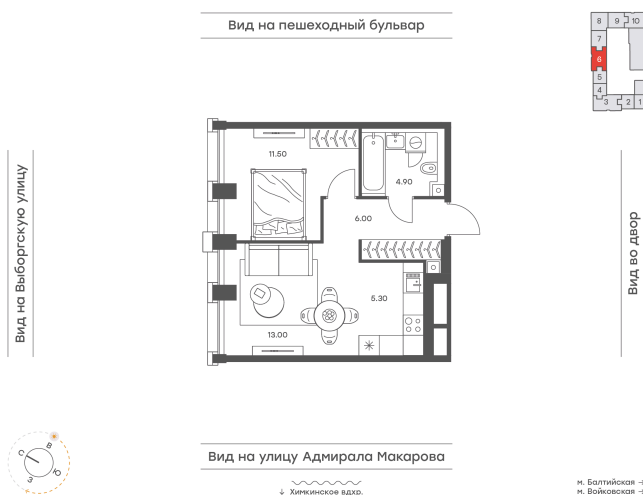 Вид на пешеходный бульвар
8 9 10
7
6
5
4
3 2 1
Вид на Выборгскую улицу
Вид во двор
11.50
4.90
6.00
5.30
13.00
Вид на улицу Адмирала Макарова
С В
З Ю
↓ Химкинское вдхр.
м. Балтийская
м. Войковская